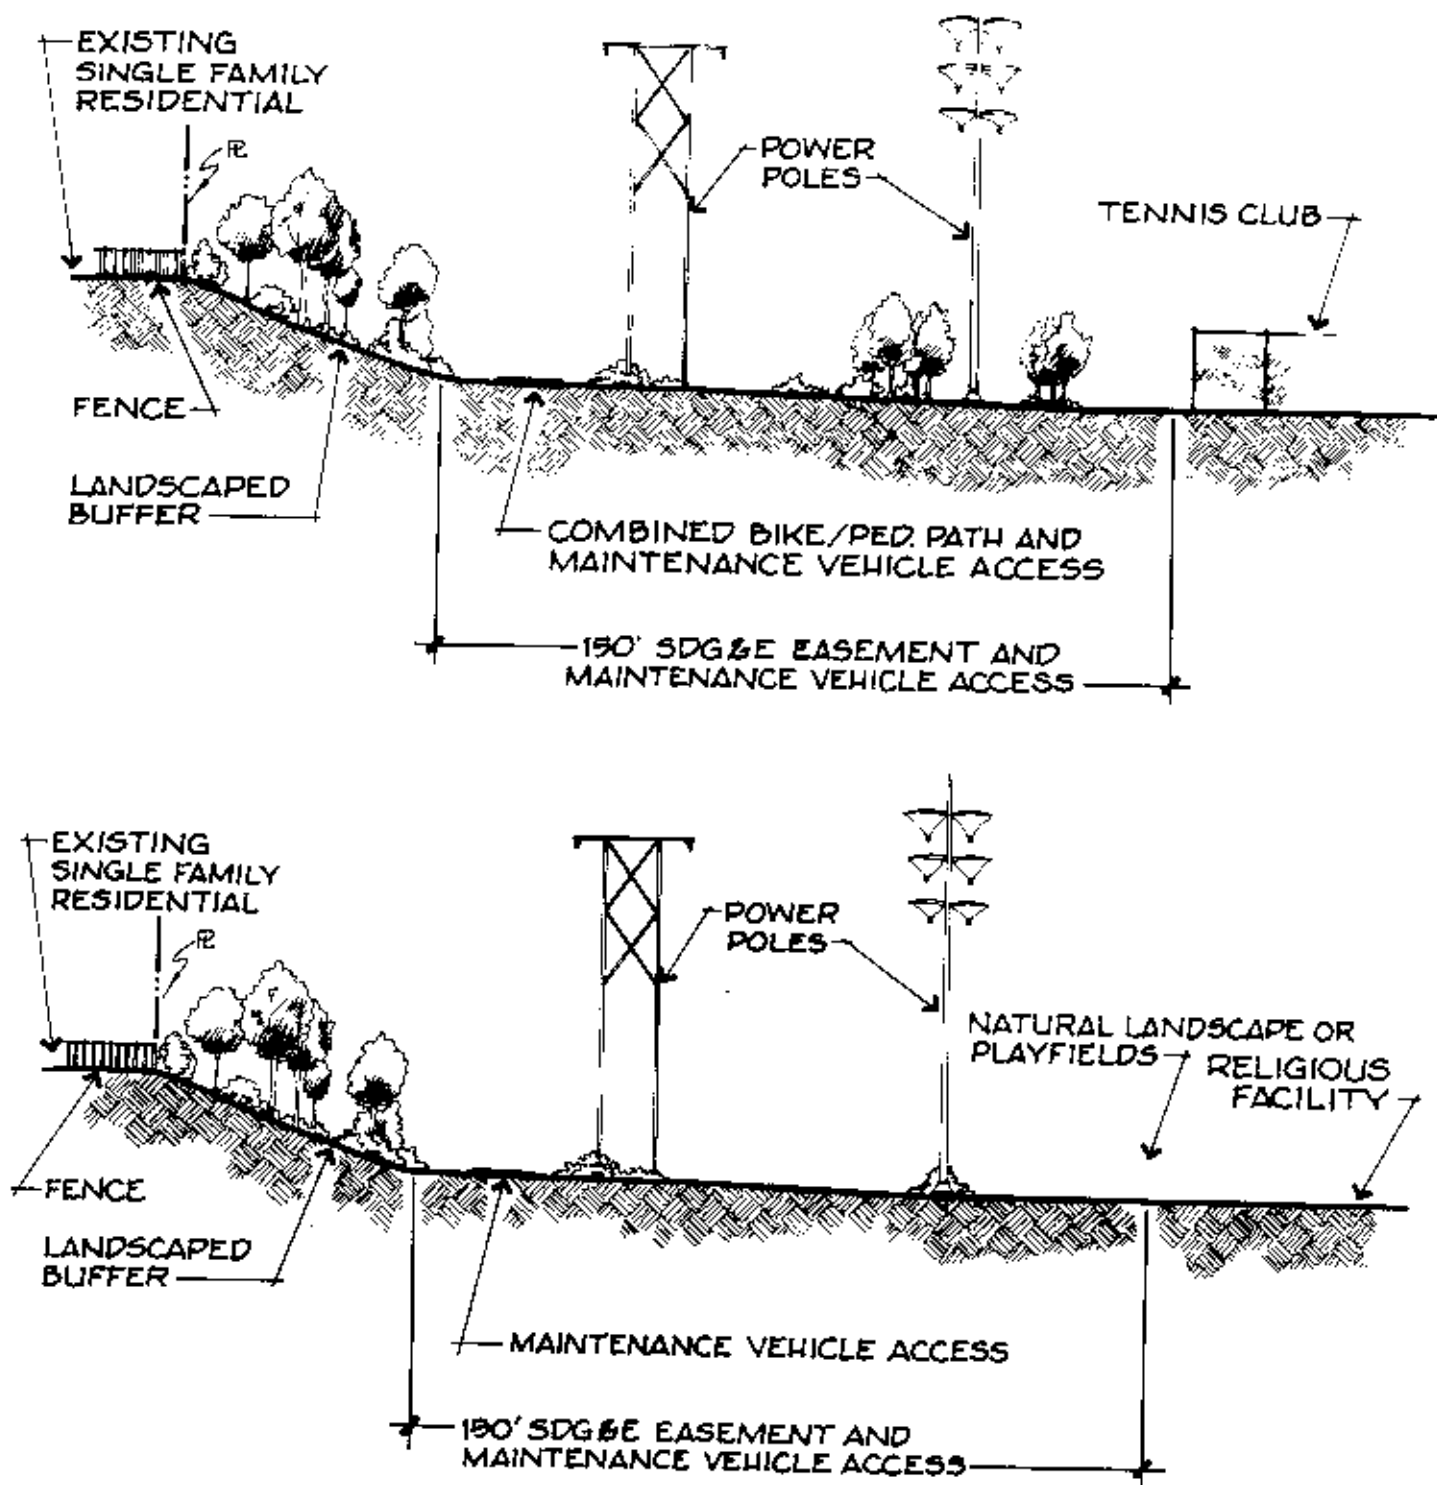 EXISTING
SINGLE FAMILY
RESIDENTIAL
PL
POWER
POLES
TENNIS CLUB
FENCE
LANDSCAPED
BUFFER
COMBINED BIKE/PED. PATH AND
MAINTENANCE VEHICLE ACCESS
150' SDG&E EASEMENT AND
MAINTENANCE VEHICLE ACCESS
EXISTING
SINGLE FAMILY
RESIDENTIAL
PL
POWER
POLES
NATURAL LANDSCAPE OR
PLAYFIELDS
RELIGIOUS
FACILITY
FENCE
LANDSCAPED
BUFFER
MAINTENANCE VEHICLE ACCESS
150' SDG&E EASEMENT AND
MAINTENANCE VEHICLE ACCESS